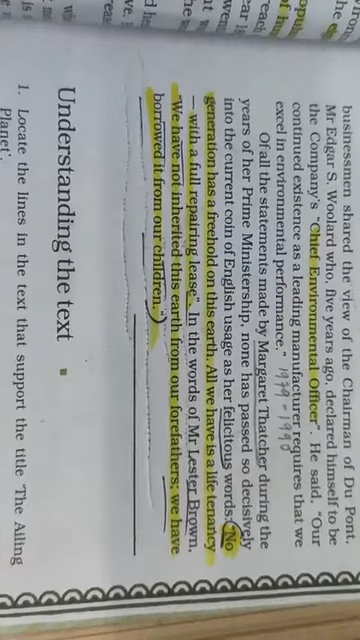 businessmen shared the view of the Chairman of Du Pont,
Mr Edgar S. Woolard who, five years ago, declared himself to be
the Company's "Chief Environmental Officer". He said, "Our
continued existence as a leading manufacturer requires that we
excel in environmental performance." 1979-1990
Of all the statements made by Margaret Thatcher during the
years of her Prime Ministership, none has passed so decisively
into the current coin of English usage as her felicitous words: "No
generation has a freehold on this earth. All we have is a life tenancy
— with a full repairing lease". In the words of Mr Lester Brown,
"We have not inherited this earth from our forefathers; we have
borrowed it from our children."
Understanding the text
1. Locate the lines in the text that support the title 'The Ailing
Planet'.